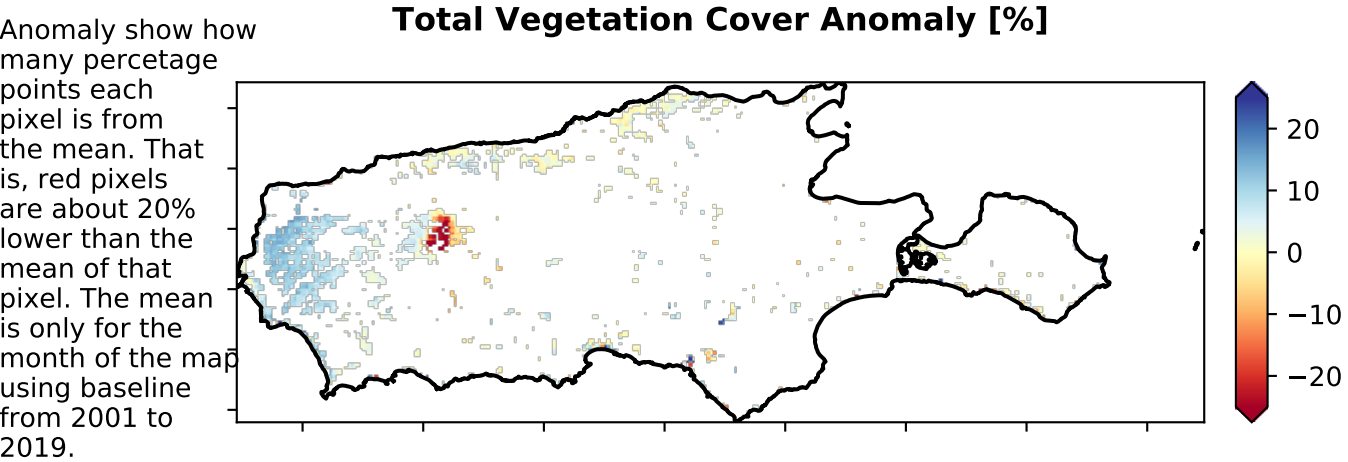 Total Vegetation Cover Anomaly [%]
Anomaly show how
many percetage
points each
pixel is from
the mean. That
is, red pixels
are about 20%
lower than the
mean of that
pixel. The mean
is only for the
month of the map
using baseline
from 2001 to
2019.
20
10
0
−10
−20